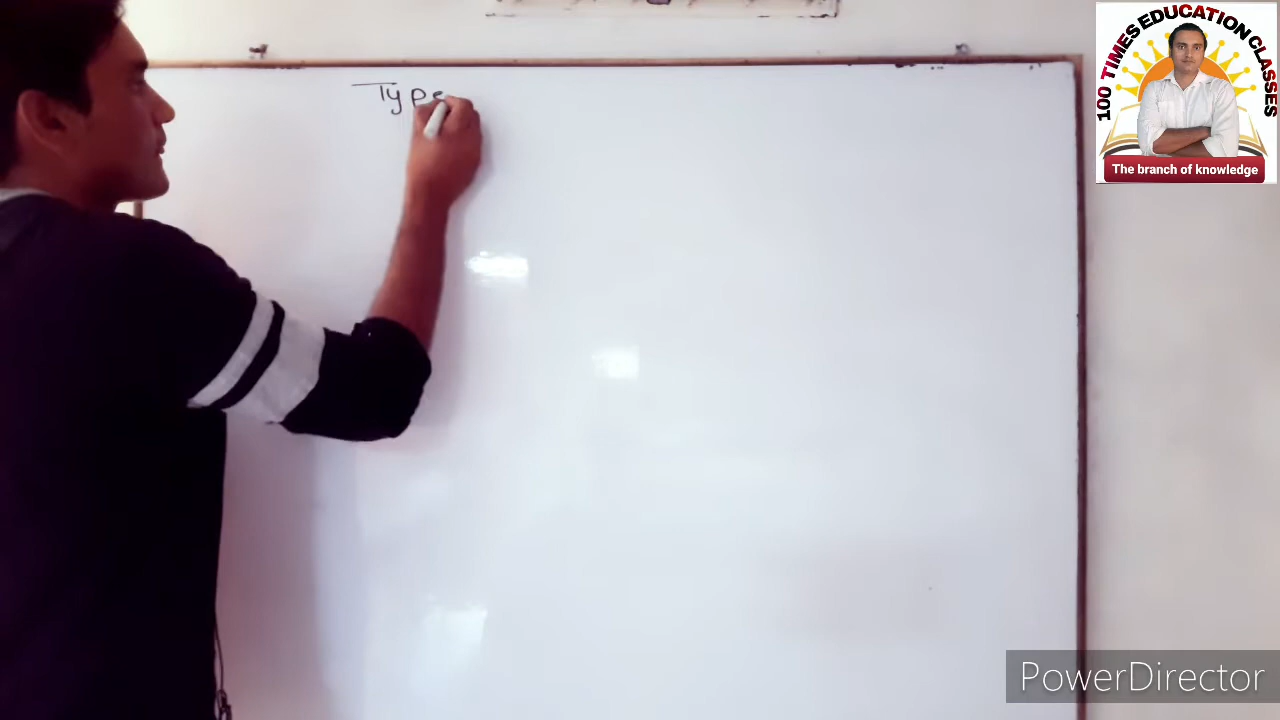 Type
100 TIMES EDUCATION CLASSES
The branch of knowledge
PowerDirector